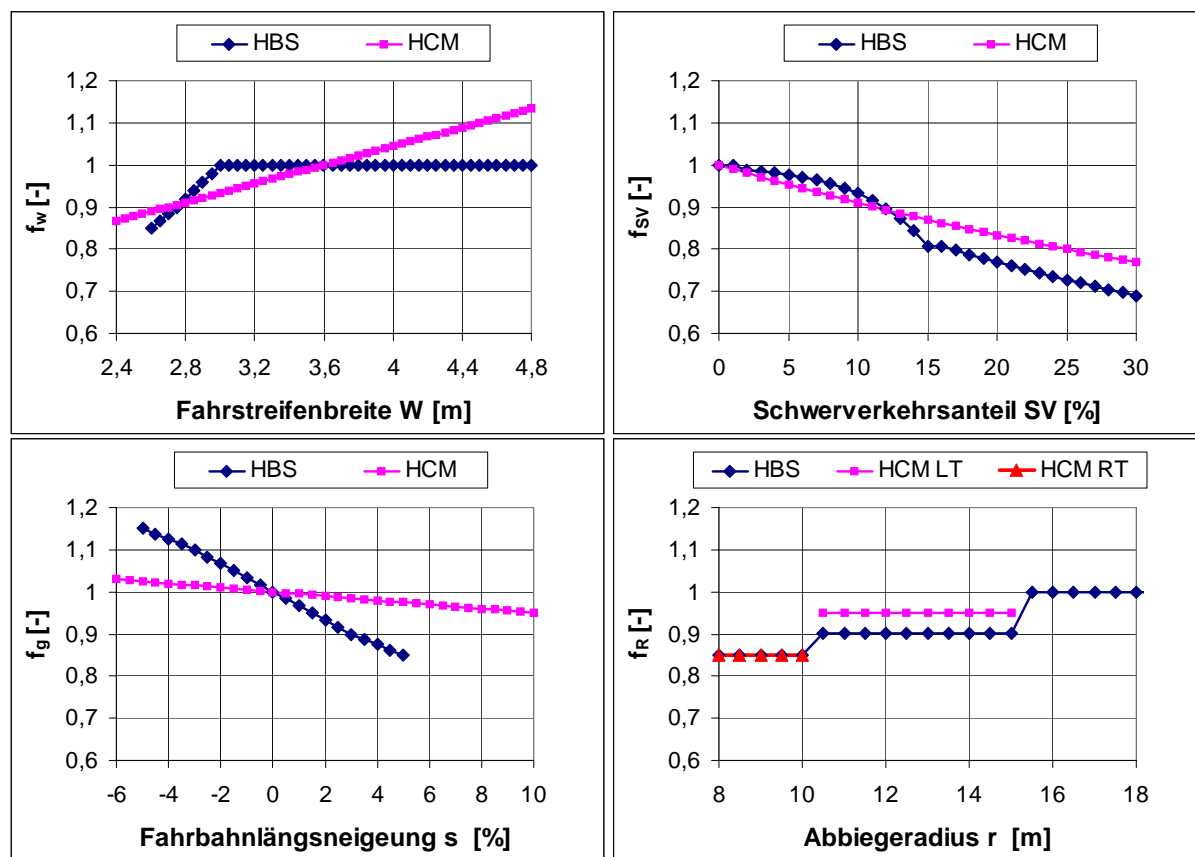 HBS HCM
1,2
1,1
1
0,9
0,8
0,7
0,6
fw [-]
2,4 2,8 3,2 3,6 4 4,4 4,8
Fahrstreifenbreite W [m]
HBS HCM
1,2
1,1
1
0,9
0,8
0,7
0,6
fSV [-]
0 5 10 15 20 25 30
Schwerverkehrsanteil SV [%]
HBS HCM
1,2
1,1
1
0,9
0,8
0,7
0,6
fg [-]
-6 -4 -2 0 2 4 6 8 10
Fahrbahnlängsneigeung s [%]
HBS HCM LT HCM RT
1,2
1,1
1
0,9
0,8
0,7
0,6
fR [-]
8 10 12 14 16 18
Abbiegeradius r [m]